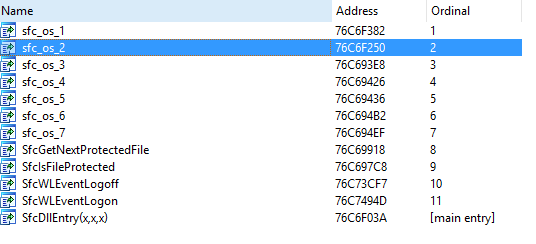 Name Address Ordinal
sfc_os_1 76C6F382 1
sfc_os_2 76C6F250 2
sfc_os_3 76C693E8 3
sfc_os_4 76C69426 4
sfc_os_5 76C69436 5
sfc_os_6 76C694B2 6
sfc_os_7 76C694EF 7
SfcGetNextProtectedFile 76C69918 8
SfcIsFileProtected 76C697C8 9
SfcWLEventLogoff 76C73CF7 10
SfcWLEventLogon 76C7494D 11
SfcDllEntry(x,x,x) 76C6F03A [main entry]